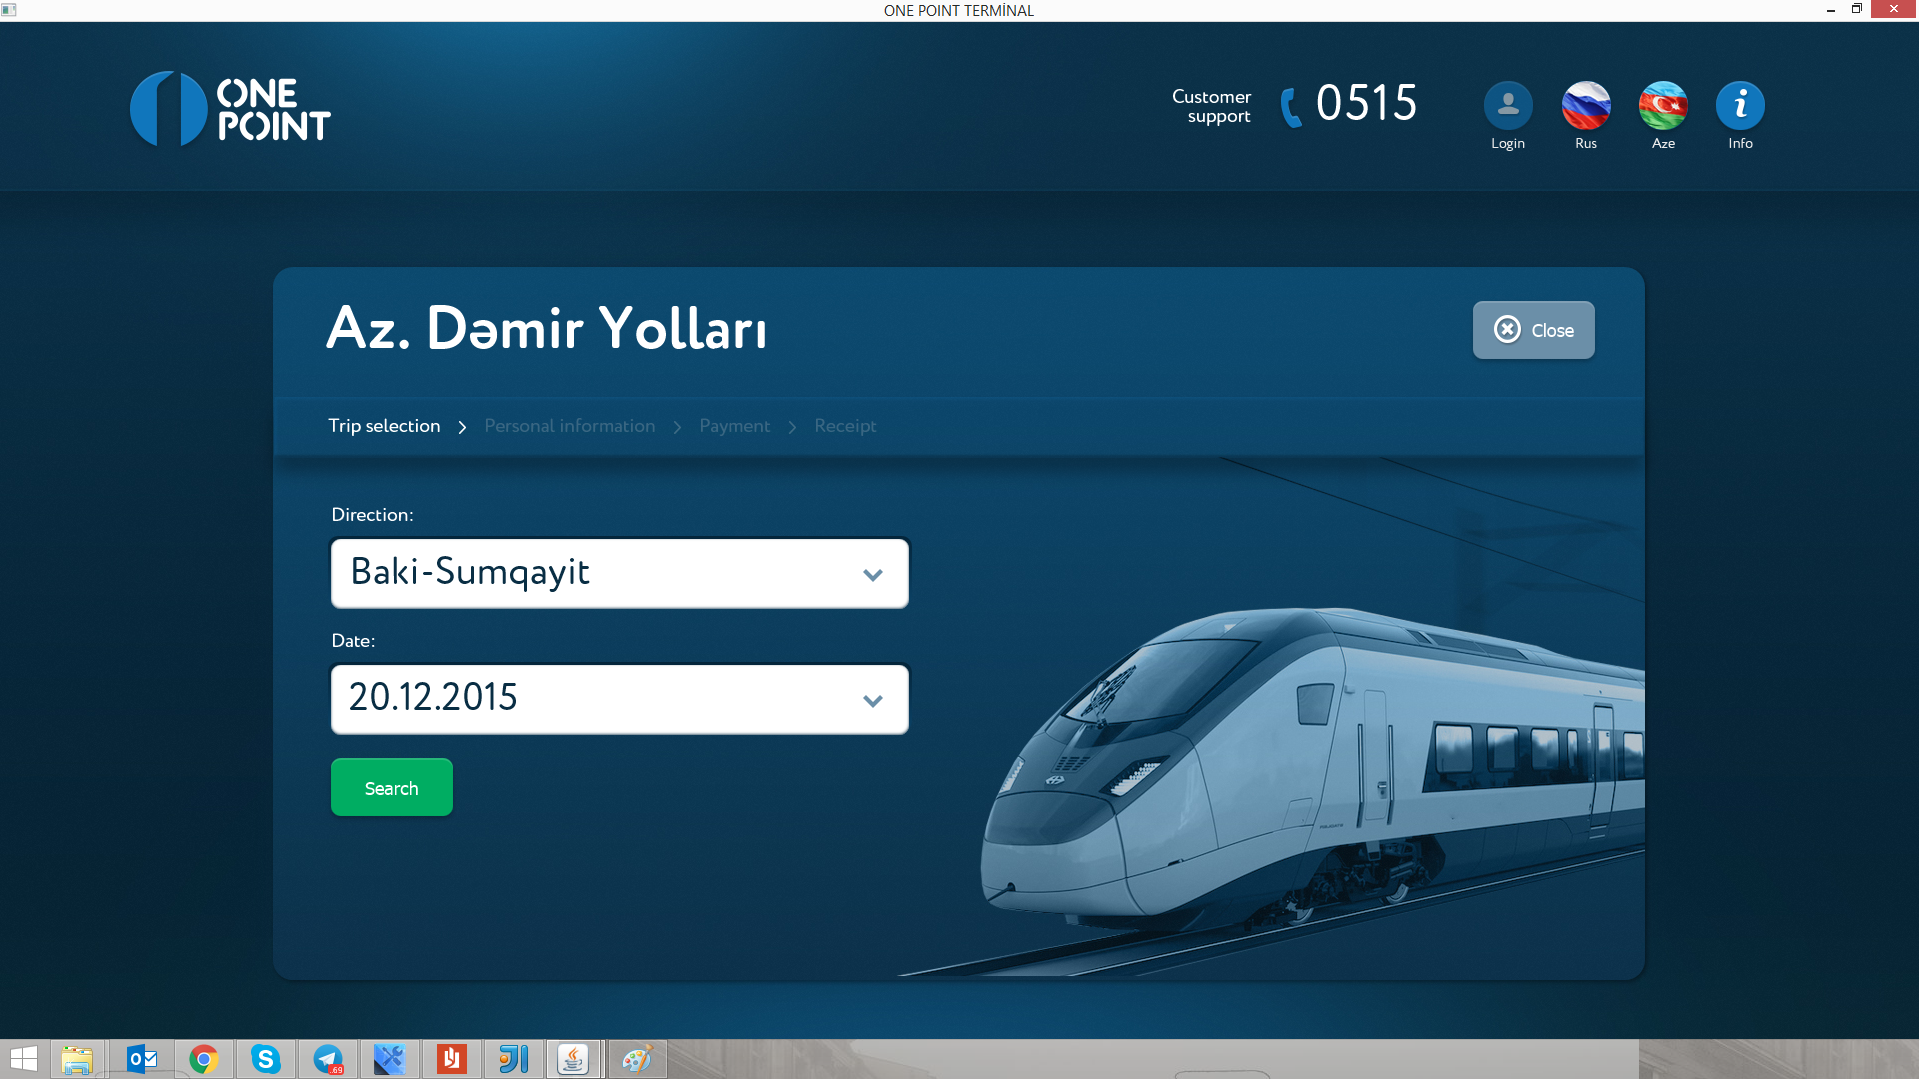 ONE POINT TERMİNAL
ONE
POINT
Customer
support
0515
Login
Rus
Aze
Info
Az. Dəmir Yolları
Close
Trip selection
Personal information
Payment
Receipt
Direction:
Baki-Sumqayit
Date:
20.12.2015
Search